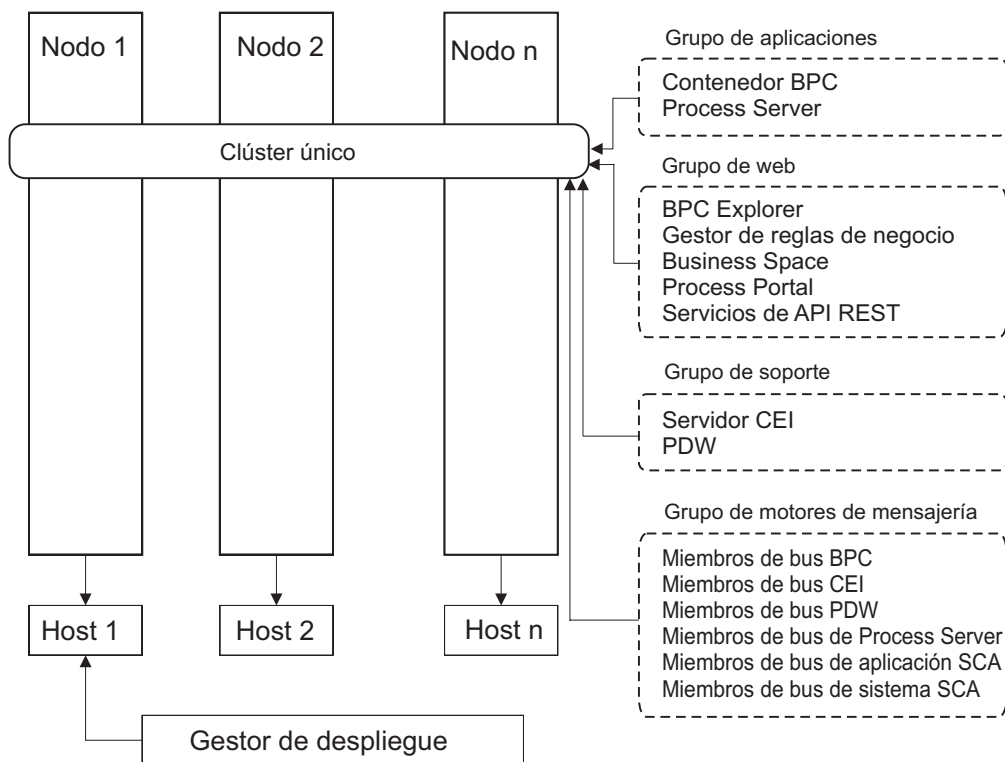 Nodo 1
Nodo 2
Nodo n
Clúster único
Host 1
Host 2
Host n
Gestor de despliegue
Grupo de aplicaciones
Contenedor BPC
Process Server
Grupo de web
BPC Explorer
Gestor de reglas de negocio
Business Space
Process Portal
Servicios de API REST
Grupo de soporte
Servidor CEI
PDW
Grupo de motores de mensajería
Miembros de bus BPC
Miembros de bus CEI
Miembros de bus PDW
Miembros de bus de Process Server
Miembros de bus de aplicación SCA
Miembros de bus de sistema SCA